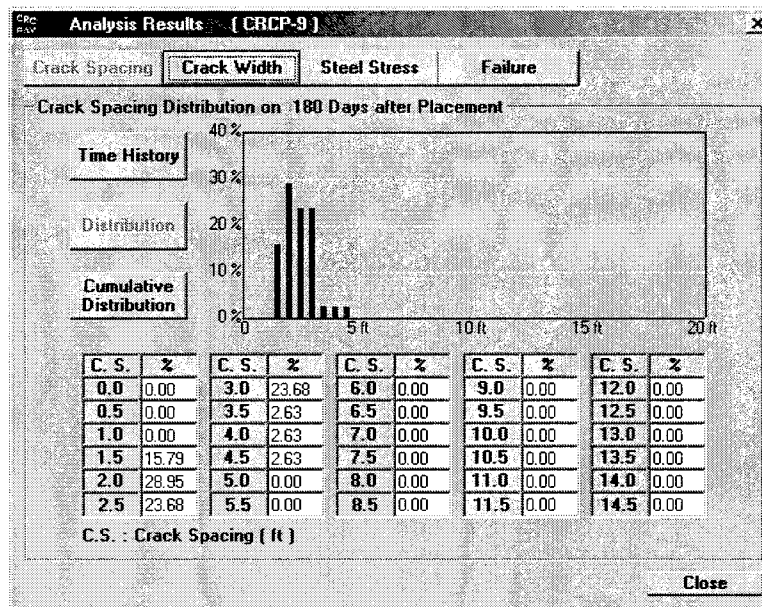 CRC
PAV
Analysis Results ( CRCP-9 )
x
Crack Spacing Crack Width Steel Stress Failure
Crack Spacing Distribution on 180 Days after Placement
Time History
Distribution
Cumulative
Distribution
40 %
30 %
20 %
10 %
0 %
0 5 ft 10 ft 15 ft 20 ft
C. S. % C. S. % C. S. % C. S. % C. S. %
0.0 0.00 3.0 23.68 6.0 0.00 9.0 0.00 12.0 0.00
0.5 0.00 3.5 2.63 6.5 0.00 9.5 0.00 12.5 0.00
1.0 0.00 4.0 2.63 7.0 0.00 10.0 0.00 13.0 0.00
1.5 15.79 4.5 2.63 7.5 0.00 10.5 0.00 13.5 0.00
2.0 28.95 5.0 0.00 8.0 0.00 11.0 0.00 14.0 0.00
2.5 23.68 5.5 0.00 8.5 0.00 11.5 0.00 14.5 0.00
C.S. : Crack Spacing ( ft )
Close